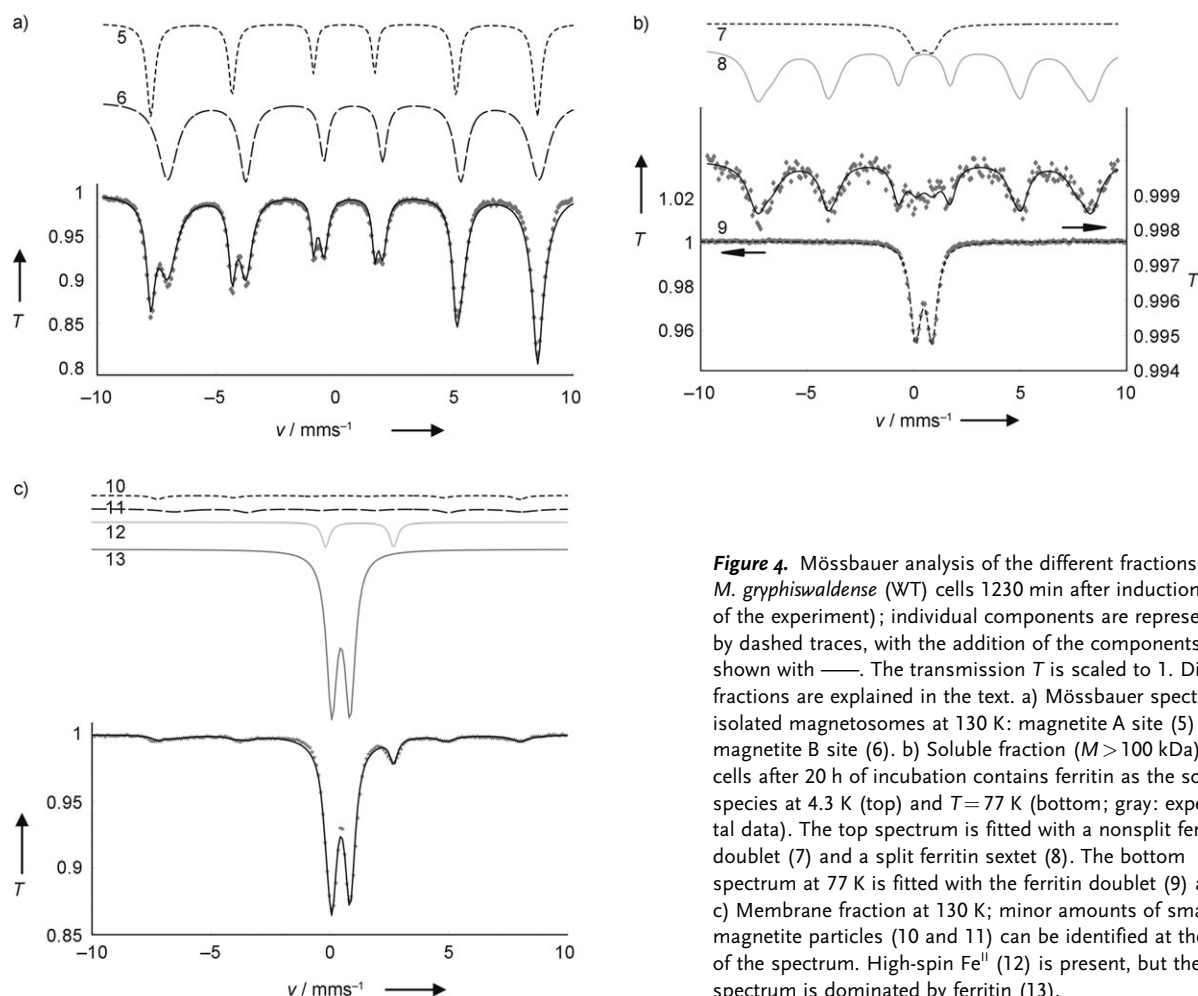 a)
5
6
1
0.95
0.9
0.85
0.8
T
–10
–5
0
5
10
v / mms⁻¹
b)
7
8
1.02
T
9
1
0.98
0.96
0.999
0.998
0.997
T
0.996
0.995
0.994
–10
–5
0
5
10
v / mms⁻¹
c)
10
11
12
13
1
0.95
0.9
T
0.85
–10
–5
0
5
10
v / mms⁻¹
Figure 4. Mössbauer analysis of the different fractions
M. gryphiswaldense (WT) cells 1230 min after induction
of the experiment); individual components are represe
by dashed traces, with the addition of the components
shown with ——. The transmission T is scaled to 1. Di
fractions are explained in the text. a) Mössbauer spect
isolated magnetosomes at 130 K: magnetite A site (5)
magnetite B site (6). b) Soluble fraction (M > 100 kDa)
cells after 20 h of incubation contains ferritin as the so
species at 4.3 K (top) and T = 77 K (bottom; gray: expe
tal data). The top spectrum is fitted with a nonsplit fer
doublet (7) and a split ferritin sextet (8). The bottom
spectrum at 77 K is fitted with the ferritin doublet (9) a
c) Membrane fraction at 130 K; minor amounts of sma
magnetite particles (10 and 11) can be identified at the
of the spectrum. High-spin Feᴵᴵ (12) is present, but the
spectrum is dominated by ferritin (13).